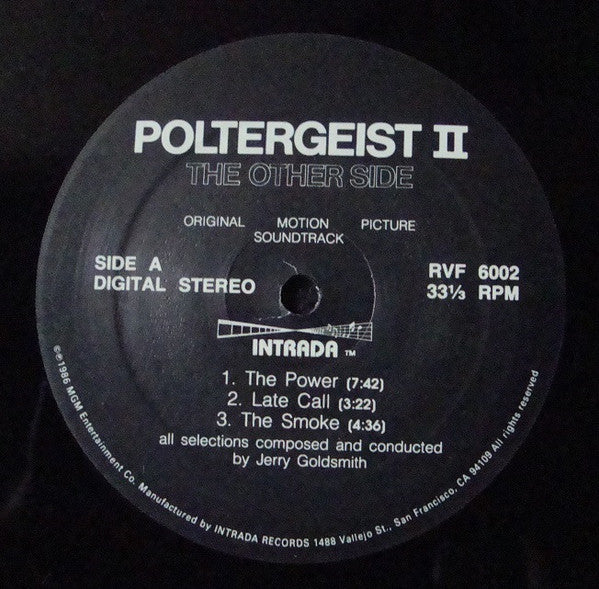 POLTERGEIST II
THE OTHER SIDE
ORIGINAL MOTION PICTURE
SOUNDTRACK
SIDE A
DIGITAL STEREO
RVF 6002
33⅓ RPM
INTRADA TM
1. The Power (7:42)
2. Late Call (3:22)
3. The Smoke (4:36)
all selections composed and conducted
by Jerry Goldsmith
©℗1986 MGM Entertainment Co. Manufactured by INTRADA RECORDS 1488 Vallejo St., San Francisco, CA 94109 All rights reserved